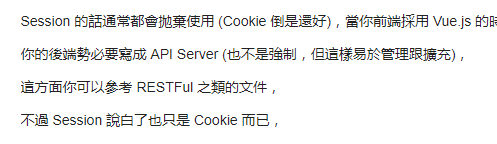 Session 的話通常都會拋棄使用 (Cookie 倒是還好)，當你前端採用 Vue.js 的
你的後端勢必要寫成 API Server (也不是強制，但這樣易於管理跟擴充)，
這方面你可以參考 RESTFul 之類的文件，
不過 Session 說白了也只是 Cookie 而已，